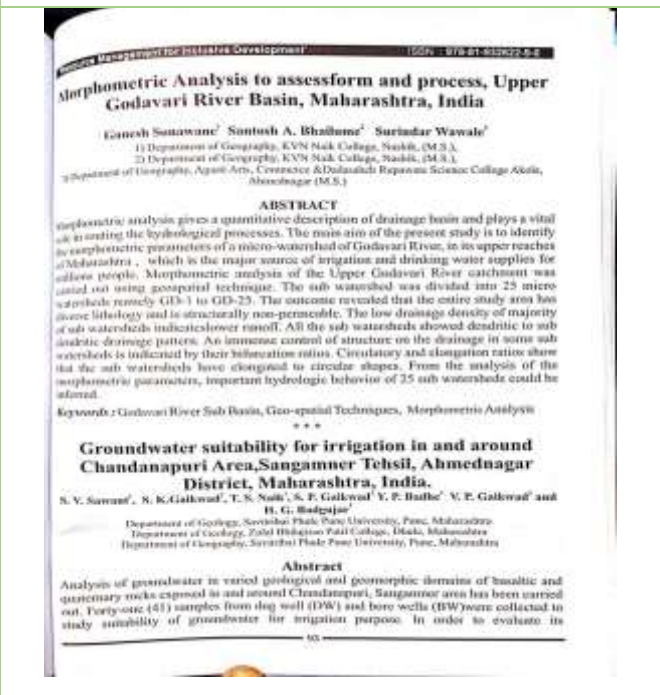 Resource Management for Inclusive Development ISBN : 978-81-932622-5-2
Morphometric Analysis to assessform and process, Upper
Godavari River Basin, Maharashtra, India
Ganesh Sonawane¹ Santosh A. Bhailume² Surindar Wawale³
1) Department of Geography, KVN Naik College, Nashik, (M.S.),
2) Department of Geography, KVN Naik College, Nashik, (M.S.),
Department of Geography, Agasti Arts, Commerce &Dadasaheb Rupawate Science College Akole,
Ahmednagar (M.S.)
ABSTRACT
Morphometric analysis gives a quantitative description of drainage basin and plays a vital
role in the hydrological processes. The main aim of the present study is to identify
the morphometric parameters of a micro-watershed of Godavari River, in its upper reaches
of Maharashtra , which is the major source of irrigation and drinking water supplies for
millions people. Morphometric analysis of the Upper Godavari River catchment was
carried out using geospatial technique. The sub watershed was divided into 25 micro
watersheds namely GD-1 to GD-25. The outcome revealed that the entire study area has
diverse lithology and is structurally non-permeable. The low drainage density of majority
of sub watersheds indicateslower runoff. All the sub watersheds showed dendritic to sub
dendritic drainage pattern. An immense control of structure on the drainage in some sub
watersheds is indicated by their bifurcation ratios. Circulatory and elongation ratios show
that the sub watersheds have elongated to circular shapes. From the analysis of the
morphometric parameters, important hydrologic behavior of 25 sub watersheds could be
inferred.
Keywords : Godavari River Sub Basin, Geo-spatial Techniques, Morphometric Analysis
* * *
Groundwater suitability for irrigation in and around
Chandanapuri Area,Sangamner Tehsil, Ahmednagar
District, Maharashtra, India.
S. V. Sawant, S. K.Gaikwad, T. S. Naik, S. P. Gaikwad Y. P. Badhe V. P. Gaikwad and
H. G. Badgujar
Department of Geology, Savitribai Phule Pune University, Pune, Maharashtra
Department of Geology, Patil College, Maharashtra
Department of Geography, Savitribai Phule Pune University, Pune, Maharashtra
Abstract
Analysis of groundwater in varied geological and geomorphic domains of basaltic and
quaternary rocks exposed in and around Chandanapuri, Sangamner area has been carried
out. Forty-one (41) samples from dug well (DW) and bore wells (BW)were collected to
study suitability of groundwater for irrigation purpose. In order to evaluate its